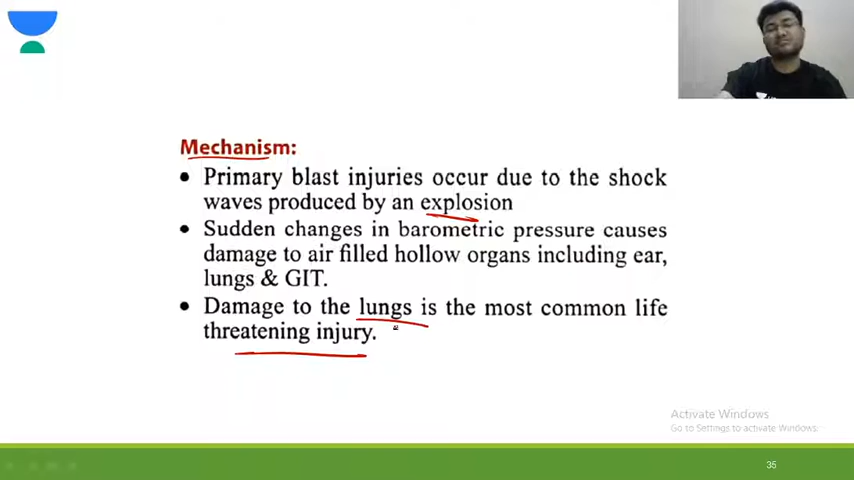 Mechanism:
• Primary blast injuries occur due to the shock
waves produced by an explosion
• Sudden changes in barometric pressure causes
damage to air filled hollow organs including ear,
lungs & GIT.
• Damage to the lungs is the most common life
threatening injury.
Activate Windows
Go to Settings to activate Windows.
35